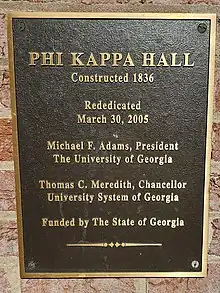 PHI KAPPA HALL
Constructed 1836
Rededicated
March 30, 2005
Michael F. Adams, President
The University of Georgia
Thomas C. Meredith, Chancellor
University System of Georgia
Funded by The State of Georgia